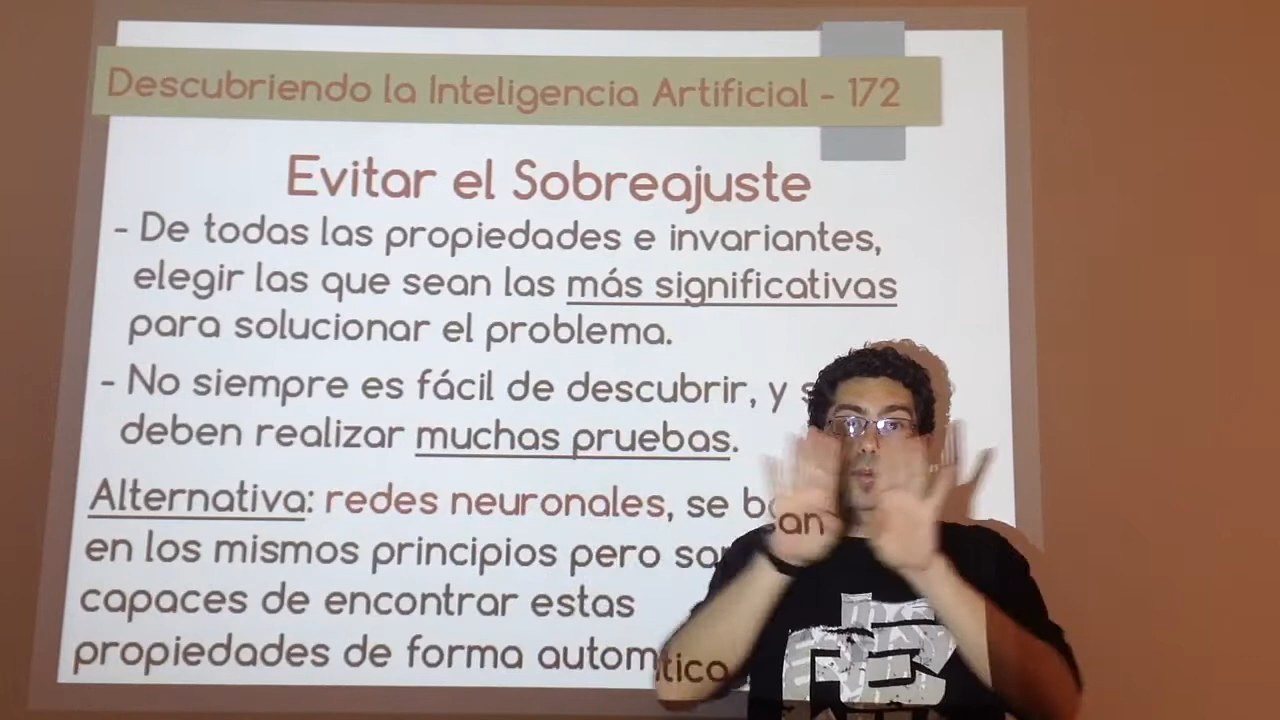 Descubriendo la Inteligencia Artificial - 172
Evitar el Sobreajuste
- De todas las propiedades e invariantes,
elegir las que sean las más significativas
para solucionar el problema.
- No siempre es fácil de descubrir, y
deben realizar muchas pruebas.
Alternativa: redes neuronales, se
en los mismos principios pero
capaces de encontrar estas
propiedades de forma